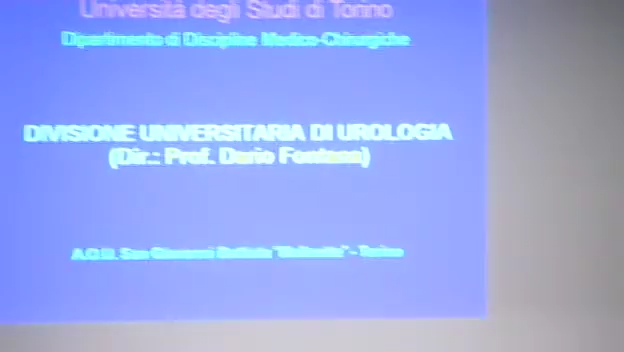 Università degli Studi di Torino
Dipartimento di Discipline Medico-Chirurgiche
DIVISIONE UNIVERSITARIA DI UROLOGIA
(Dir.: Prof. Dario Fontana)
A.O.U. San Giovanni Battista "Molinette" - Torino